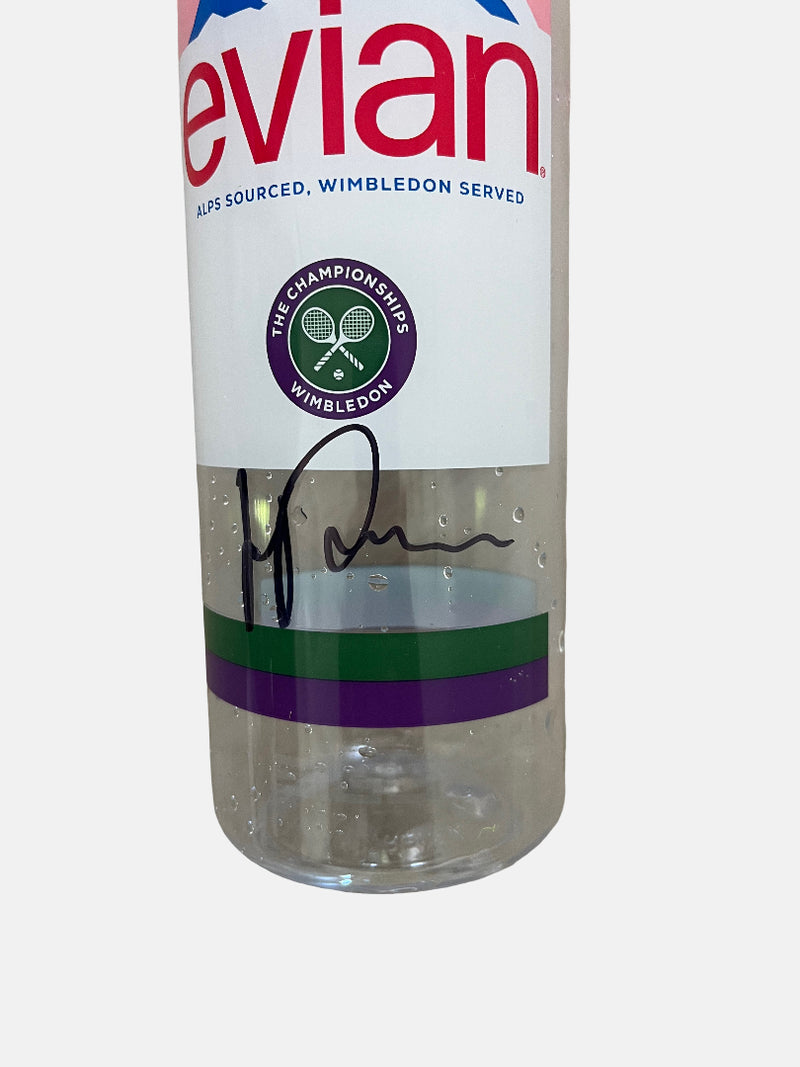 evian®
ALPS SOURCED, WIMBLEDON SERVED
THE CHAMPIONSHIPS
WIMBLEDON